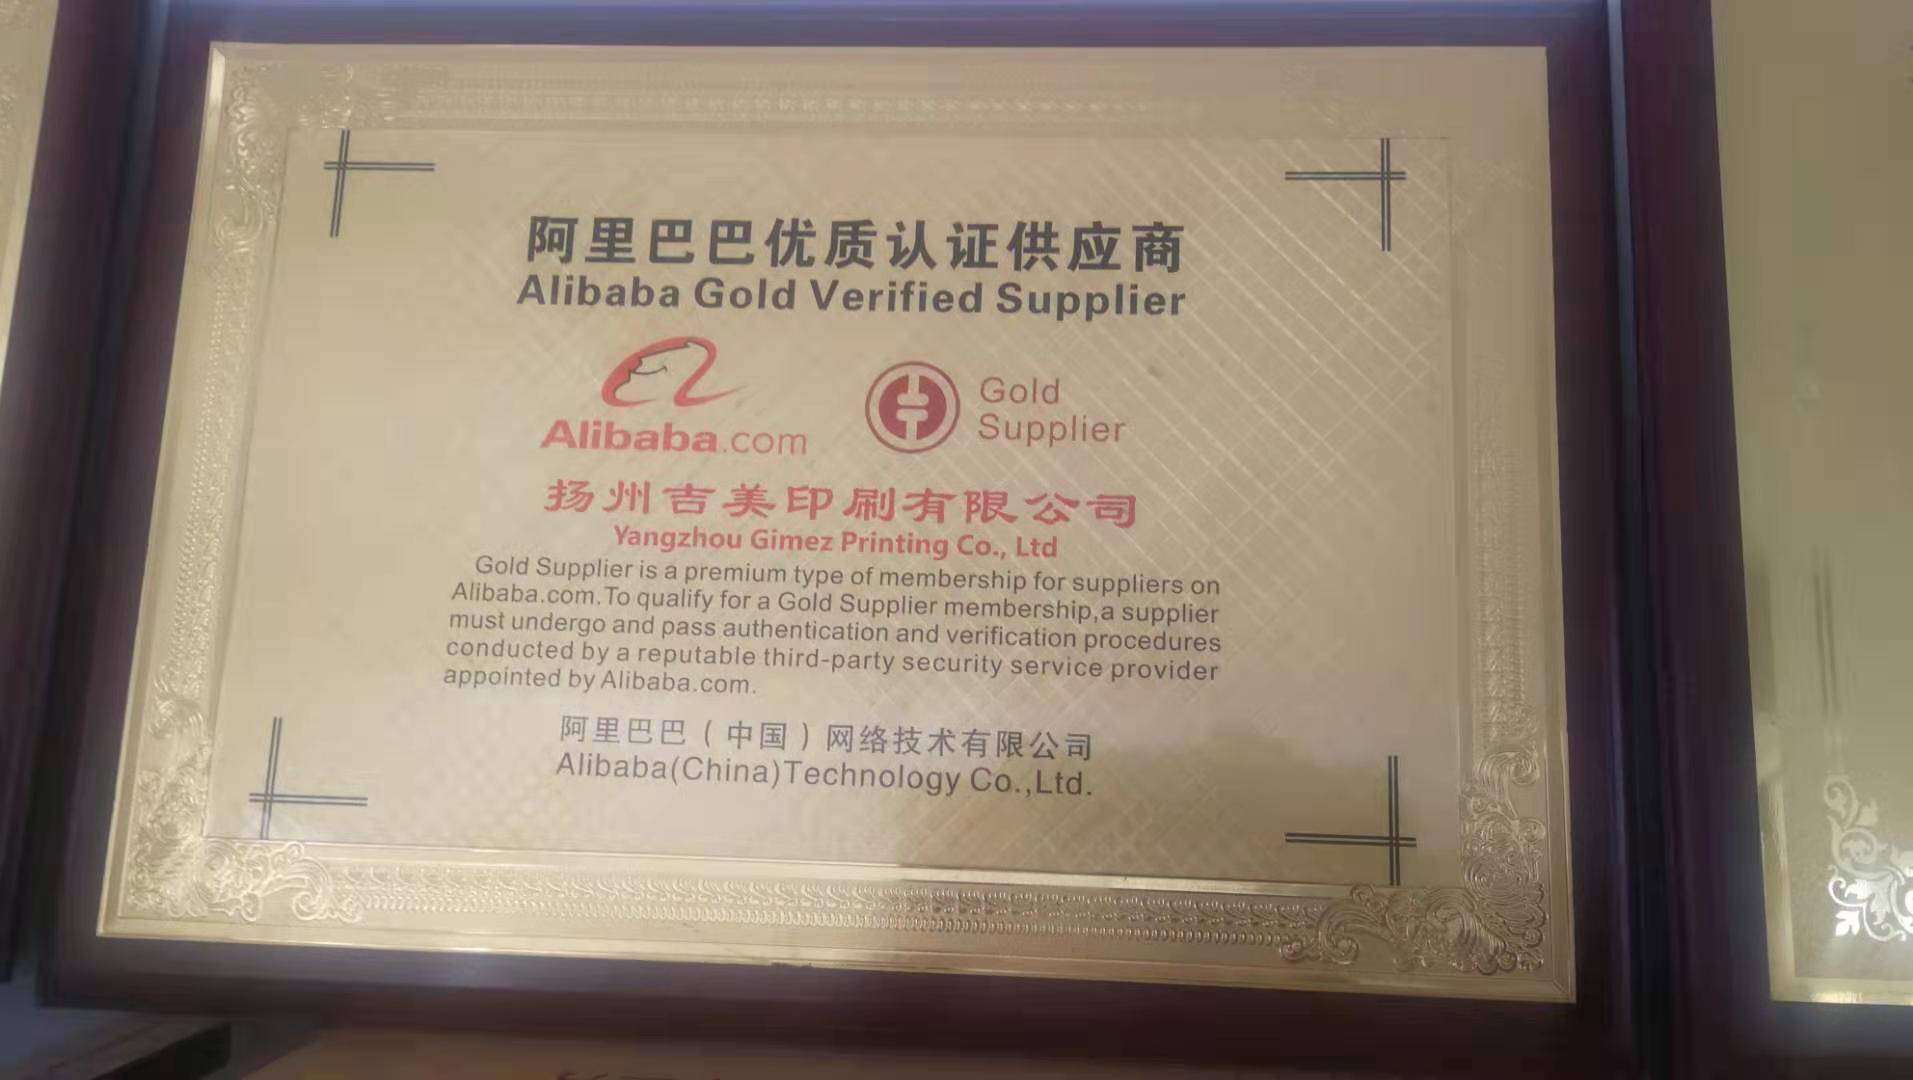 阿里巴巴优质认证供应商
Alibaba Gold Verified Supplier
Alibaba.com
Gold
Supplier
扬州吉美印刷有限公司
Yangzhou Gimez Printing Co., Ltd
Gold Supplier is a premium type of membership for suppliers on
Alibaba.com.To qualify for a Gold Supplier membership,a supplier
must undergo and pass authentication and verification procedures
conducted by a reputable third-party security service provider
appointed by Alibaba.com.
阿里巴巴（中国）网络技术有限公司
Alibaba(China)Technology Co.,Ltd.